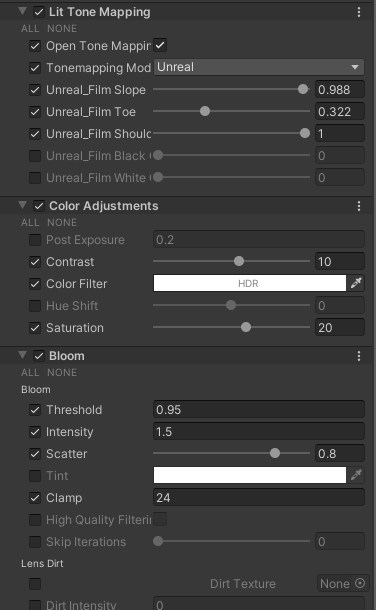 Lit Tone Mapping
ALL NONE
Open Tone Mappin
Tonemapping Mod Unreal
Unreal_Film Slope 0.988
Unreal_Film Toe 0.322
Unreal_Film Should 1
Unreal_Film Black 0
Unreal_Film White 0
Color Adjustments
ALL NONE
Post Exposure 0.2
Contrast 10
Color Filter HDR
Hue Shift 0
Saturation 20
Bloom
ALL NONE
Bloom
Threshold 0.95
Intensity 1.5
Scatter 0.8
Tint
Clamp 24
High Quality Filteri
Skip Iterations 0
Lens Dirt
Dirt Texture None
Dirt Intensity 0